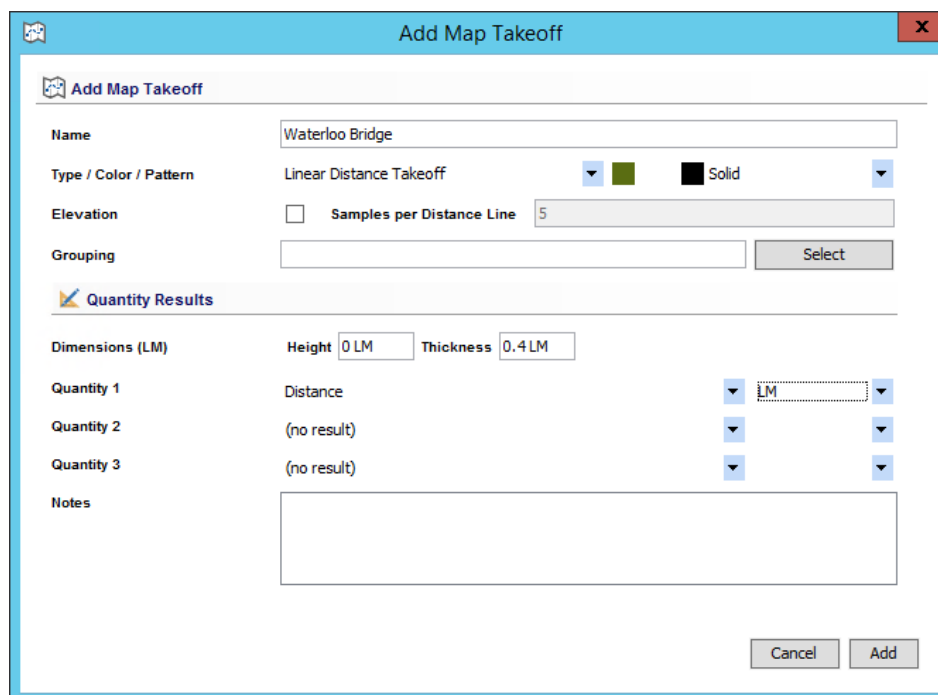 Add Map Takeoff
x
Add Map Takeoff
Name Waterloo Bridge
Type / Color / Pattern Linear Distance Takeoff Solid
Elevation Samples per Distance Line 5
Grouping Select
Quantity Results
Dimensions (LM) Height 0 LM Thickness 0.4 LM
Quantity 1 Distance LM
Quantity 2 (no result)
Quantity 3 (no result)
Notes
Cancel Add